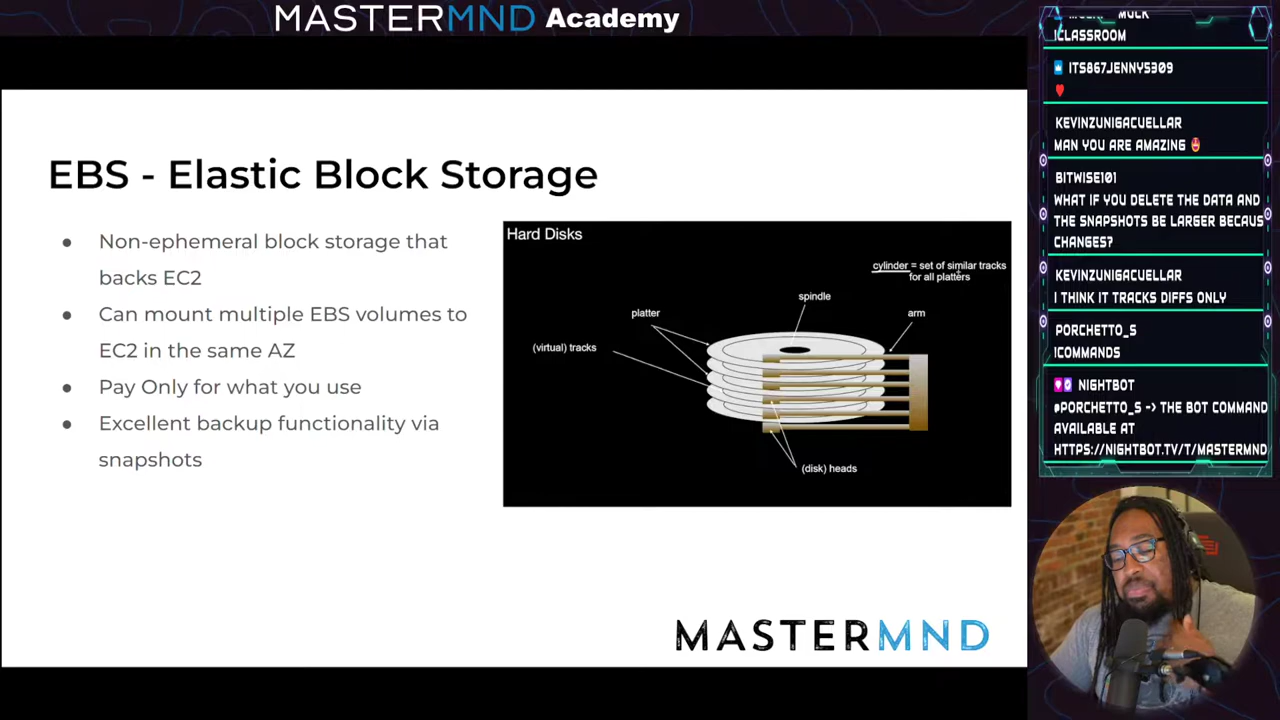 MASTERMND Academy
EBS - Elastic Block Storage
● Non-ephemeral block storage that
backs EC2
● Can mount multiple EBS volumes to
EC2 in the same AZ
● Pay Only for what you use
● Excellent backup functionality via
snapshots
Hard Disks
cylinder = set of similar tracks
for all platters
spindle
platter
arm
(virtual) tracks
(disk) heads
MASTERMND
MULK
!CLASSROOM
ITS867JENNY5309
KEVINZUNIGACUELLAR
MAN YOU ARE AMAZING 😍
BITWISE101
WHAT IF YOU DELETE THE DATA AND
THE SNAPSHOTS BE LARGER BECAUS
CHANGES?
KEVINZUNIGACUELLAR
I THINK IT TRACKS DIFFS ONLY
PORCHETTO_S
!COMMANDS
NIGHTBOT
@PORCHETTO_S -> THE BOT COMMAND
AVAILABLE AT
HTTPS://NIGHTBOT.TV/T/MASTERMND